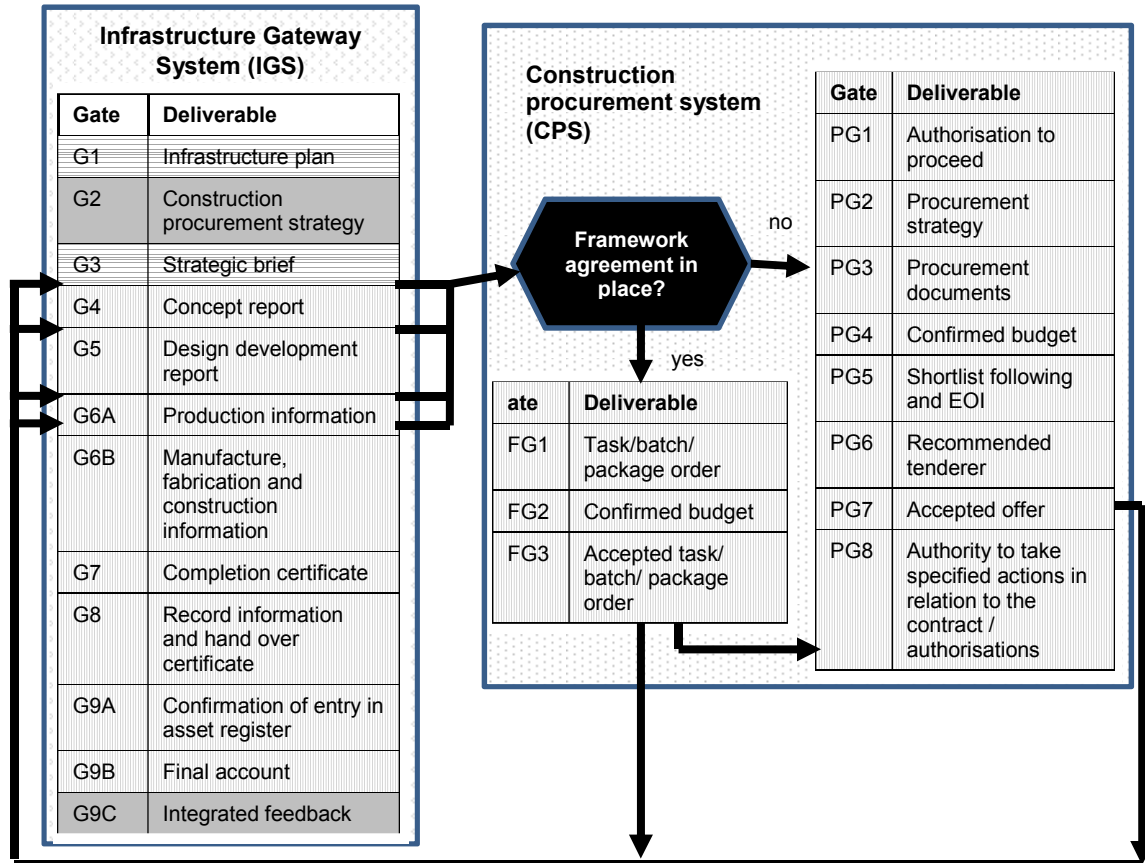 Infrastructure Gateway
System (IGS)
Gate Deliverable
G1 Infrastructure plan
G2 Construction
procurement strategy
G3 Strategic brief
G4 Concept report
G5 Design development
report
G6A Production information
G6B Manufacture,
fabrication and
construction
information
G7 Completion certificate
G8 Record information
and hand over
certificate
G9A Confirmation of entry in
asset register
G9B Final account
G9C Integrated feedback
Construction
procurement system
(CPS)
Framework
agreement in
place?
no
yes
ate Deliverable
FG1 Task/batch/
package order
FG2 Confirmed budget
FG3 Accepted task/
batch/ package
order
Gate Deliverable
PG1 Authorisation to
proceed
PG2 Procurement
strategy
PG3 Procurement
documents
PG4 Confirmed budget
PG5 Shortlist following
and EOI
PG6 Recommended
tenderer
PG7 Accepted offer
PG8 Authority to take
specified actions in
relation to the
contract /
authorisations